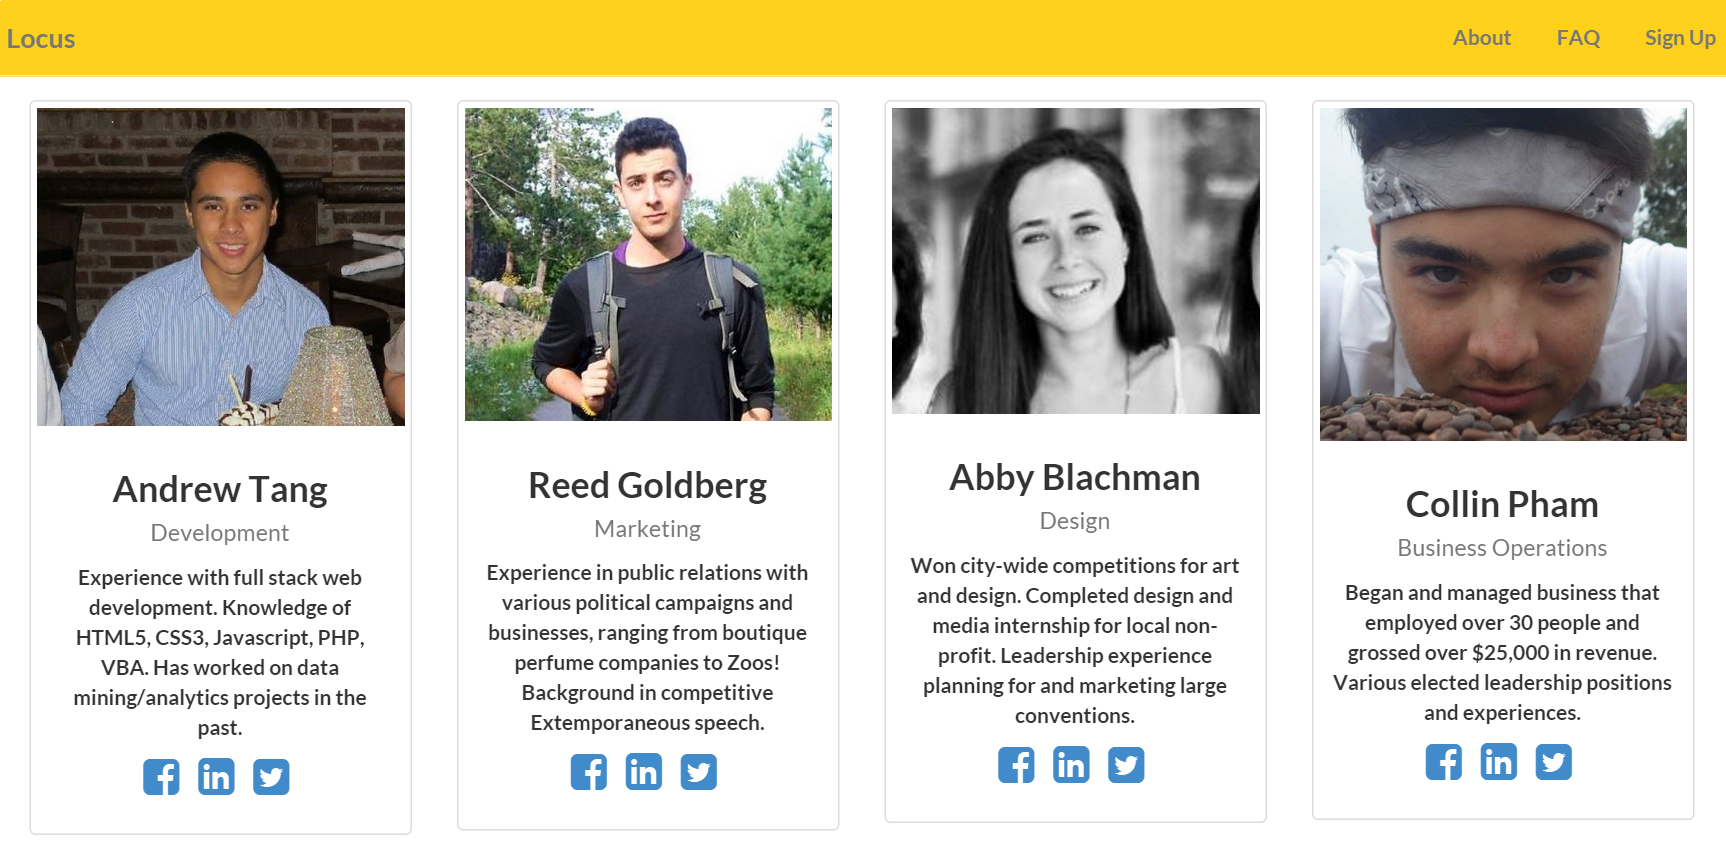 Locus
About
FAQ
Sign Up
Andrew Tang
Development
Experience with full stack web
development. Knowledge of
HTML5, CSS3, Javascript, PHP,
VBA. Has worked on data
mining/analytics projects in the
past.
Reed Goldberg
Marketing
Experience in public relations with
various political campaigns and
businesses, ranging from boutique
perfume companies to Zoos!
Background in competitive
Extemporaneous speech.
Abby Blachman
Design
Won city-wide competitions for art
and design. Completed design and
media internship for local non-
profit. Leadership experience
planning for and marketing large
conventions.
Collin Pham
Business Operations
Began and managed business that
employed over 30 people and
grossed over $25,000 in revenue.
Various elected leadership positions
and experiences.